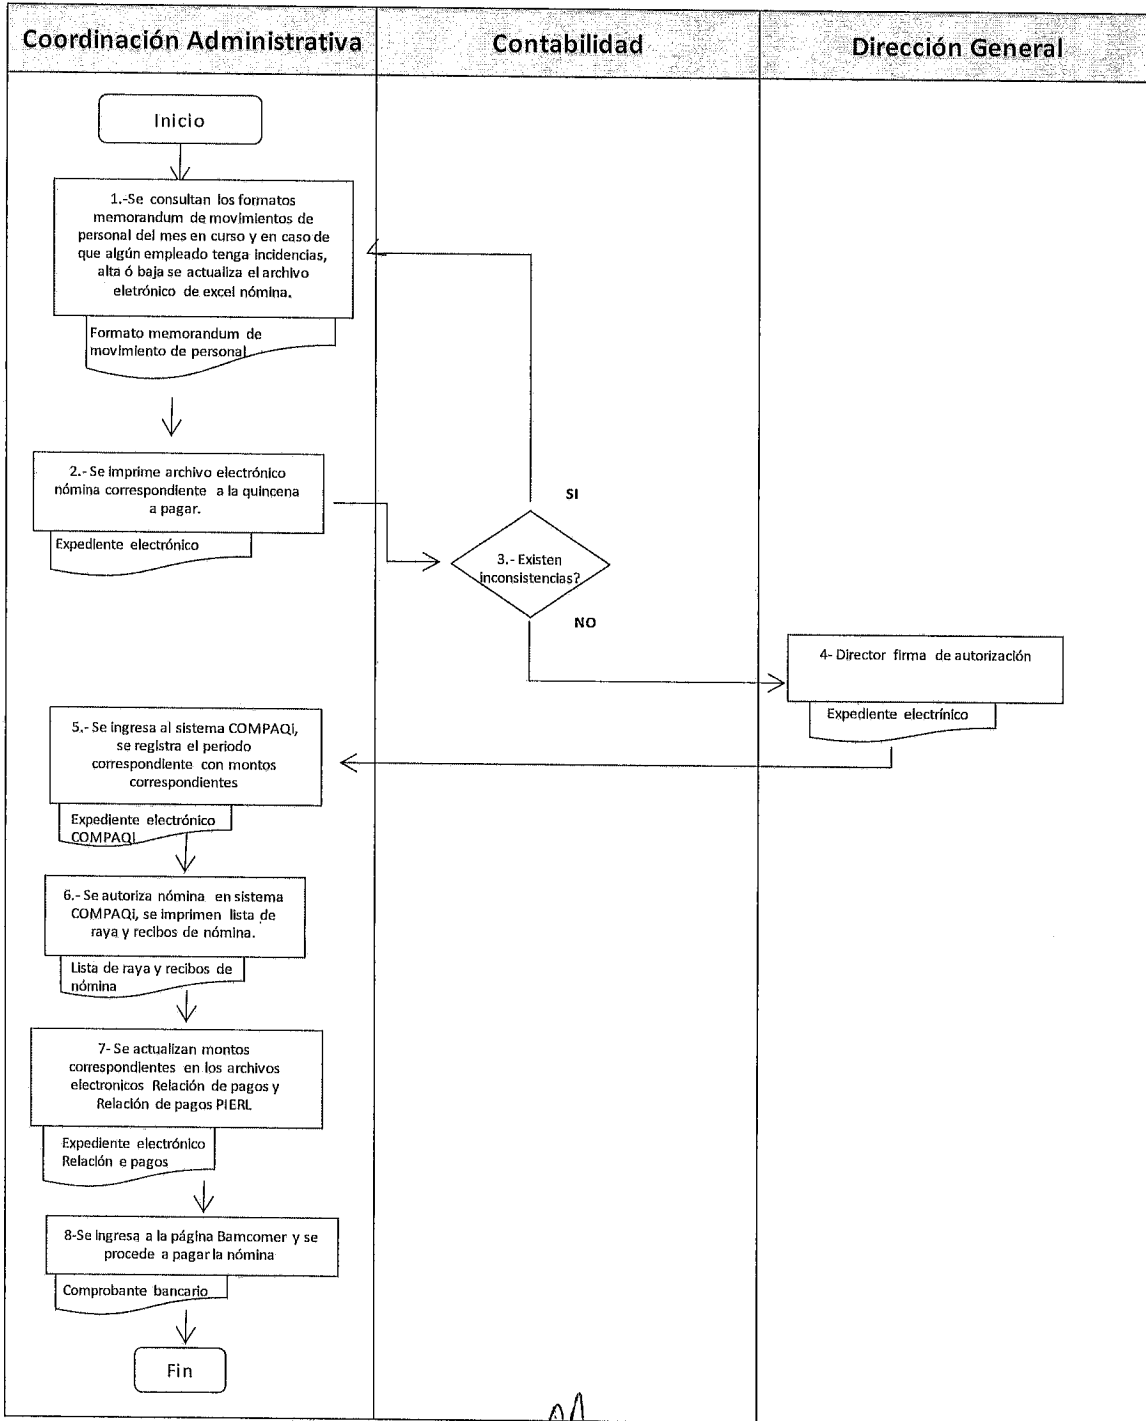 Coordinación Administrativa
Contabilidad
Dirección General
Inicio
1.-Se consultan los formatos
memorandum de movimientos de
personal del mes en curso y en caso de
que algún empleado tenga incidencias,
alta ó baja se actualiza el archivo
eletrónico de excel nómina.
Formato memorandum de
movimiento de personal
2.- Se imprime archivo electrónico
nómina correspondiente a la quincena
a pagar.
Expediente electrónico
SI
3.- Existen
inconsistencias?
NO
4- Director firma de autorización
Expediente electrínico
5.- Se ingresa al sistema COMPAQi,
se registra el periodo
correspondiente con montos
correspondientes
Expediente electrónico
COMPAQi
6.- Se autoriza nómina en sistema
COMPAQi, se imprimen lista de
raya y recibos de nómina.
Lista de raya y recibos de
nómina
7- Se actualizan montos
correspondientes en los archivos
electronicos Relación de pagos y
Relación de pagos PIERL
Expediente electrónico
Relación e pagos
8-Se ingresa a la página Bamcomer y se
procede a pagar la nómina
Comprobante bancario
Fin